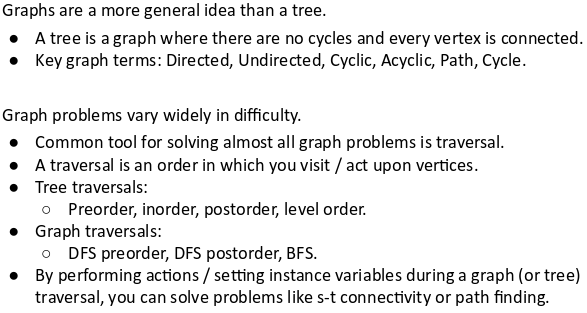 Graphs are a more general idea than a tree.
● A tree is a graph where there are no cycles and every vertex is connected.
● Key graph terms: Directed, Undirected, Cyclic, Acyclic, Path, Cycle.
Graph problems vary widely in difficulty.
● Common tool for solving almost all graph problems is traversal.
● A traversal is an order in which you visit / act upon vertices.
● Tree traversals:
○ Preorder, inorder, postorder, level order.
● Graph traversals:
○ DFS preorder, DFS postorder, BFS.
● By performing actions / setting instance variables during a graph (or tree)
traversal, you can solve problems like s-t connectivity or path finding.